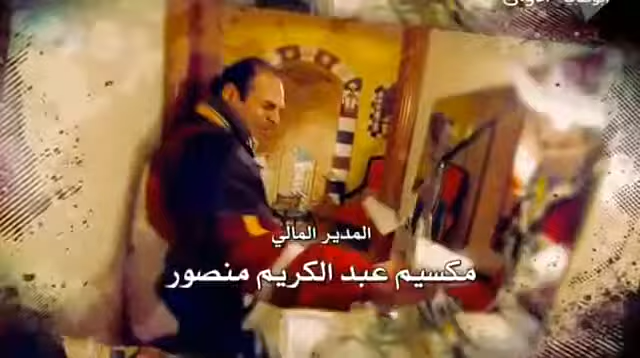 المدير المالي
مكسيم عبد الكريم منصور